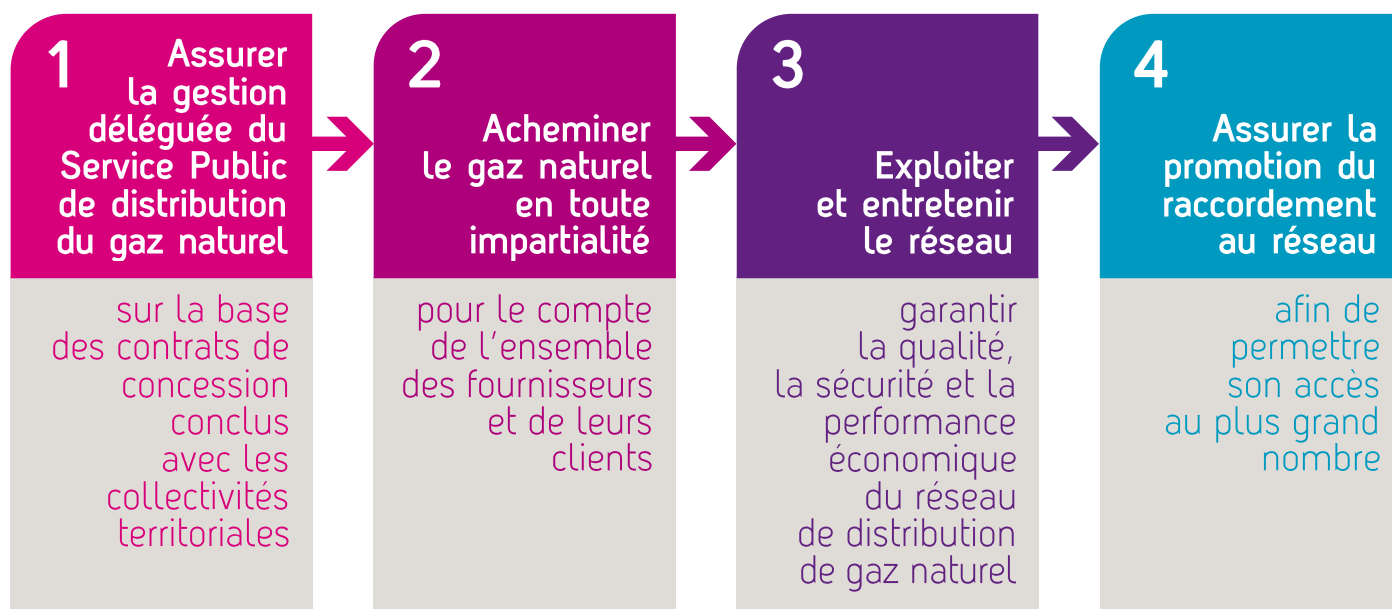 1
Assurer
la gestion
déléguée du
Service Public
de distribution
du gaz naturel
sur la base
des contrats de
concession
conclus
avec les
collectivités
territoriales
2
Acheminer
le gaz naturel
en toute
impartialité
pour le compte
de l'ensemble
des fournisseurs
et de leurs
clients
3
Exploiter
et entretenir
le réseau
garantir
la qualité,
la sécurité et la
performance
économique
du réseau
de distribution
de gaz naturel
4
Assurer la
promotion du
raccordement
au réseau
afin de
permettre
son accès
au plus grand
nombre